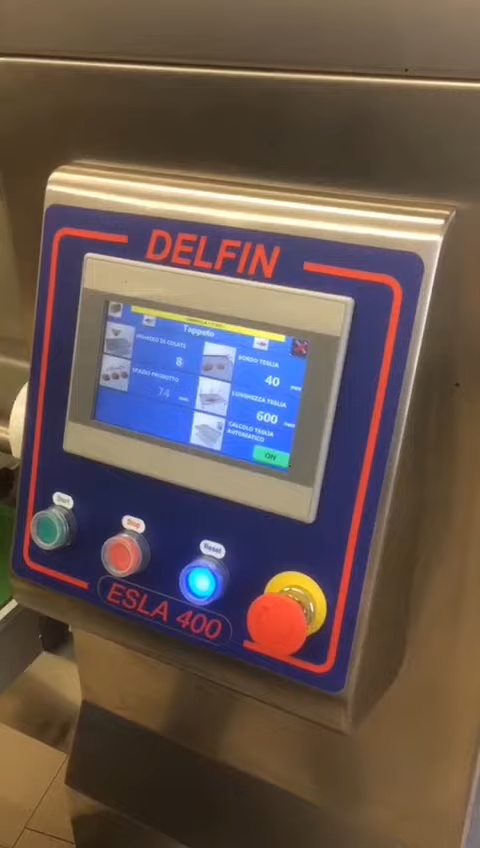 DELFIN
Tappeto
NUMERO DI COLATE
8
BORDO TEGLIA
40 mm
SPAZIO PRODOTTO
74 mm
LUNGHEZZA TEGLIA
600 mm
CALCOLO TEGLIA
AUTOMATICO
ON
Start
Stop
Reset
ESLA 400